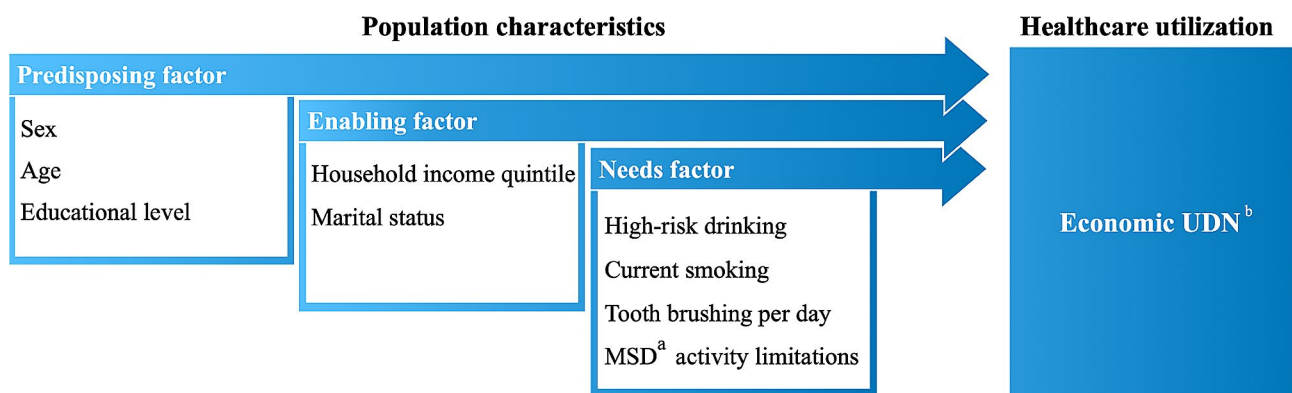 Population characteristics
Healthcare utilization
Predisposing factor
Sex
Age
Educational level
Enabling factor
Household income quintile
Marital status
Needs factor
High-risk drinking
Current smoking
Tooth brushing per day
MSDa activity limitations
Economic UDN b